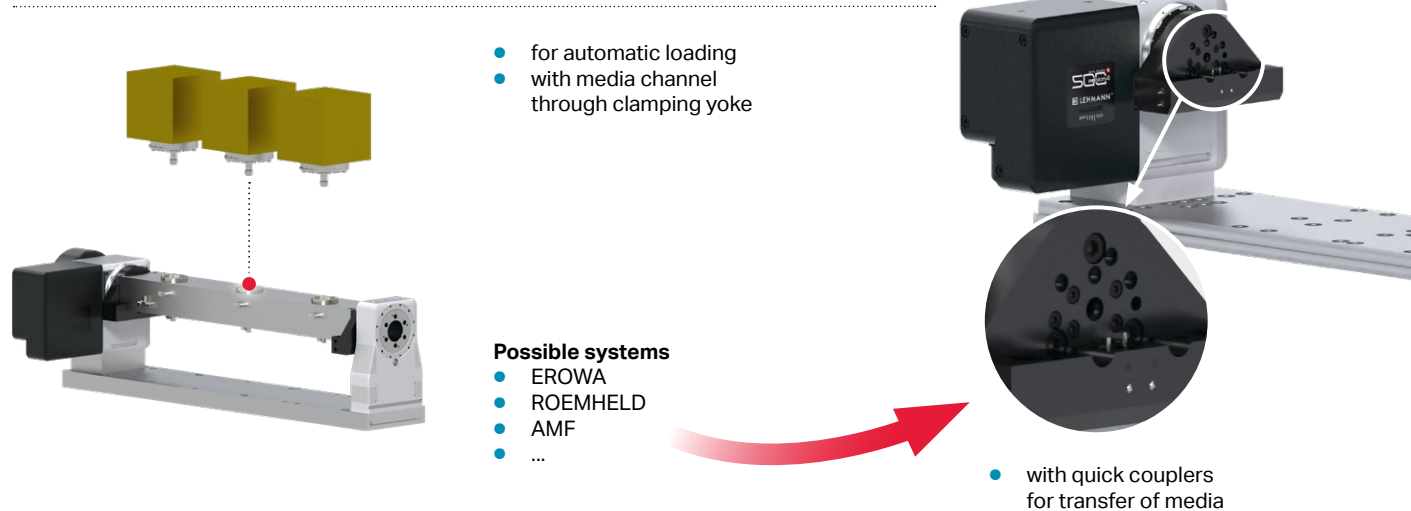 for automatic loading
with media channel
through clamping yoke
LEHMANN
Possible systems
EROWA
ROEMHELD
AMF
...
with quick couplers
for transfer of media